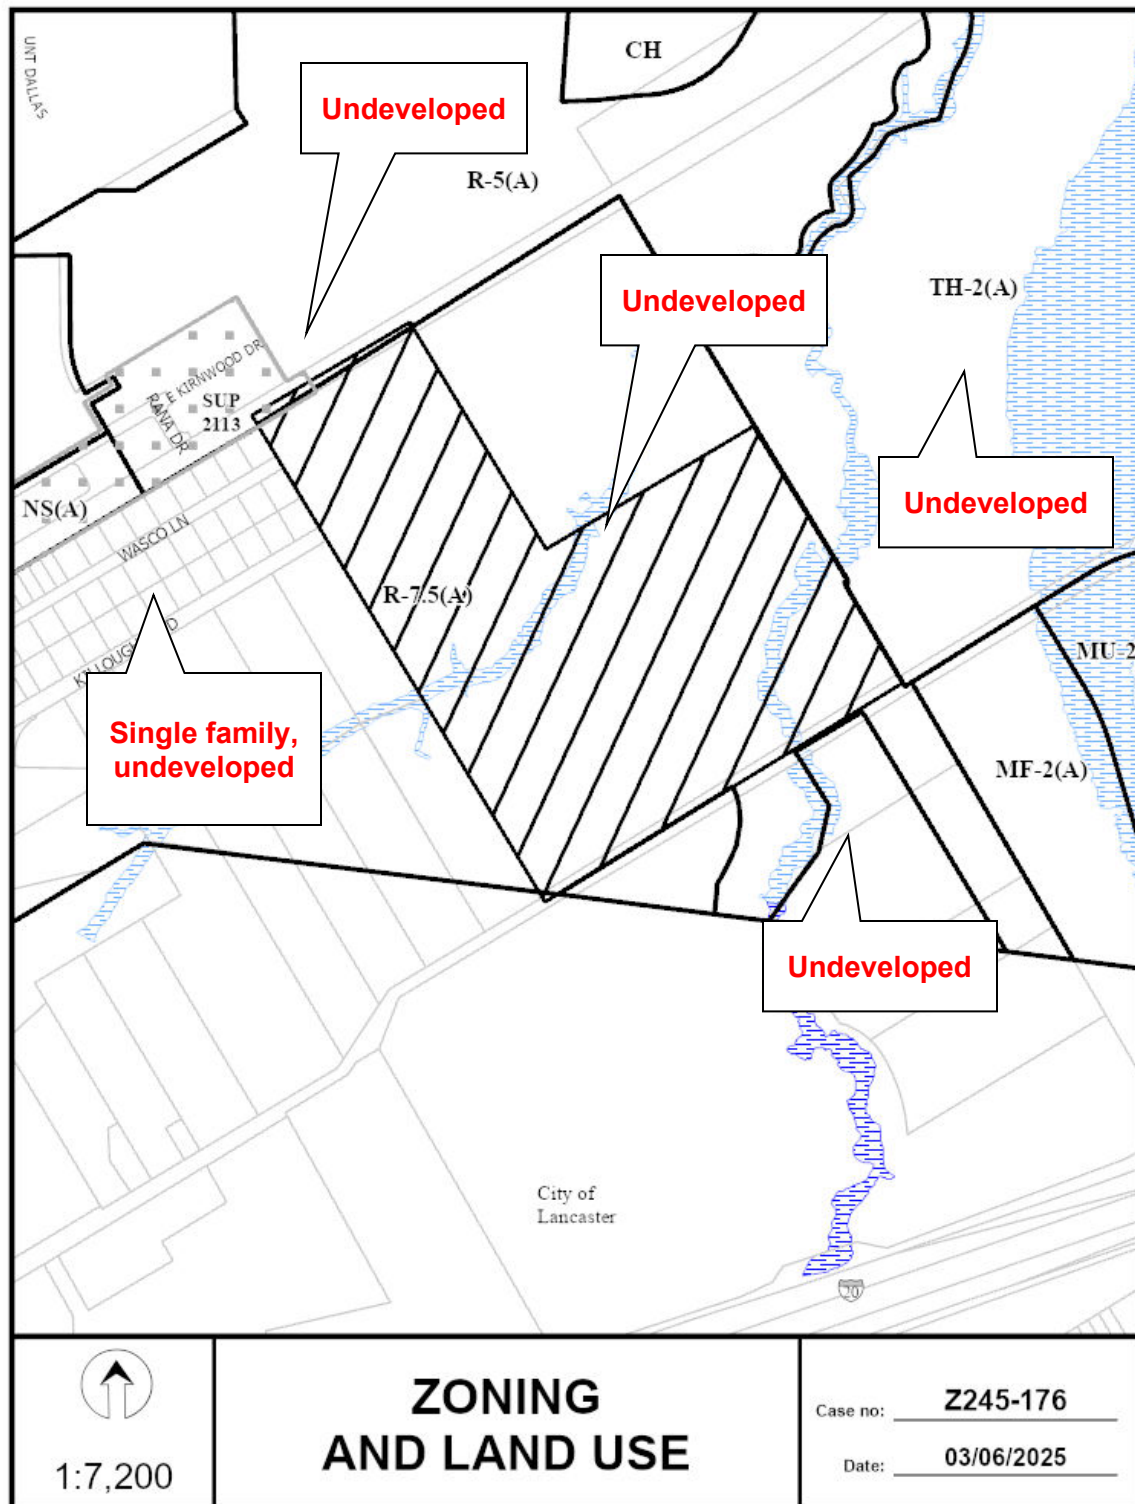 UNT DALLAS
CH
Undeveloped
R-5(A)
Undeveloped
TH-2(A)
E KIRNWOOD DR
SUP
2113
RANA DR
Undeveloped
NS(A)
WASCO LN
R-7.5(A)
MU-2
Single family,
undeveloped
MF-2(A)
Undeveloped
City of
Lancaster
20
1:7,200
ZONING
AND LAND USE
Case no: Z245-176
Date: 03/06/2025